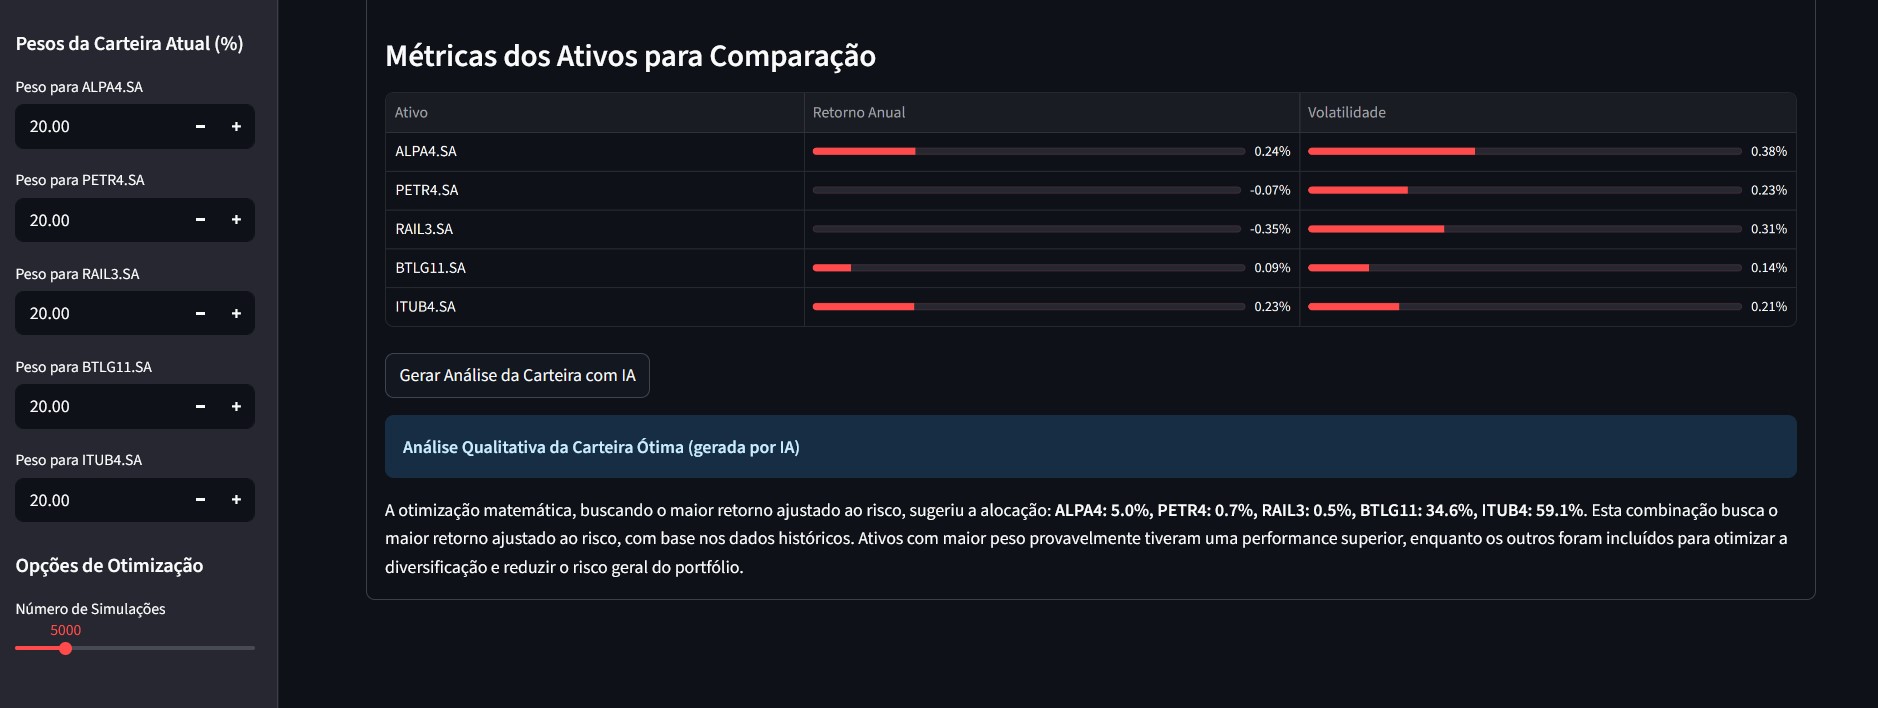 Pesos da Carteira Atual (%)
Peso para ALPA4.SA
20.00 − +
Peso para PETR4.SA
20.00 − +
Peso para RAIL3.SA
20.00 − +
Peso para BTLG11.SA
20.00 − +
Peso para ITUB4.SA
20.00 − +
Opções de Otimização
Número de Simulações
5000
Métricas dos Ativos para Comparação
Ativo Retorno Anual Volatilidade
ALPA4.SA 0.24% 0.38%
PETR4.SA -0.07% 0.23%
RAIL3.SA -0.35% 0.31%
BTLG11.SA 0.09% 0.14%
ITUB4.SA 0.23% 0.21%
Gerar Análise da Carteira com IA
Análise Qualitativa da Carteira Ótima (gerada por IA)
A otimização matemática, buscando o maior retorno ajustado ao risco, sugeriu a alocação: ALPA4: 5.0%, PETR4: 0.7%, RAIL3: 0.5%, BTLG11: 34.6%, ITUB4: 59.1%. Esta combinação busca o
maior retorno ajustado ao risco, com base nos dados históricos. Ativos com maior peso provavelmente tiveram uma performance superior, enquanto os outros foram incluídos para otimizar a
diversificação e reduzir o risco geral do portfólio.